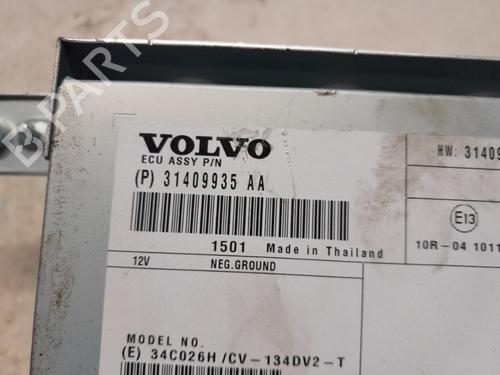 VOLVO
ECU ASSY P/N
(P) 31409935 AA
1501 Made in Thailand
HW: 31409
E13
10R-04 1011
12V NEG.GROUND
MODEL NO.
(E) 34C026H/CV-134DV2-T
B-PARTS